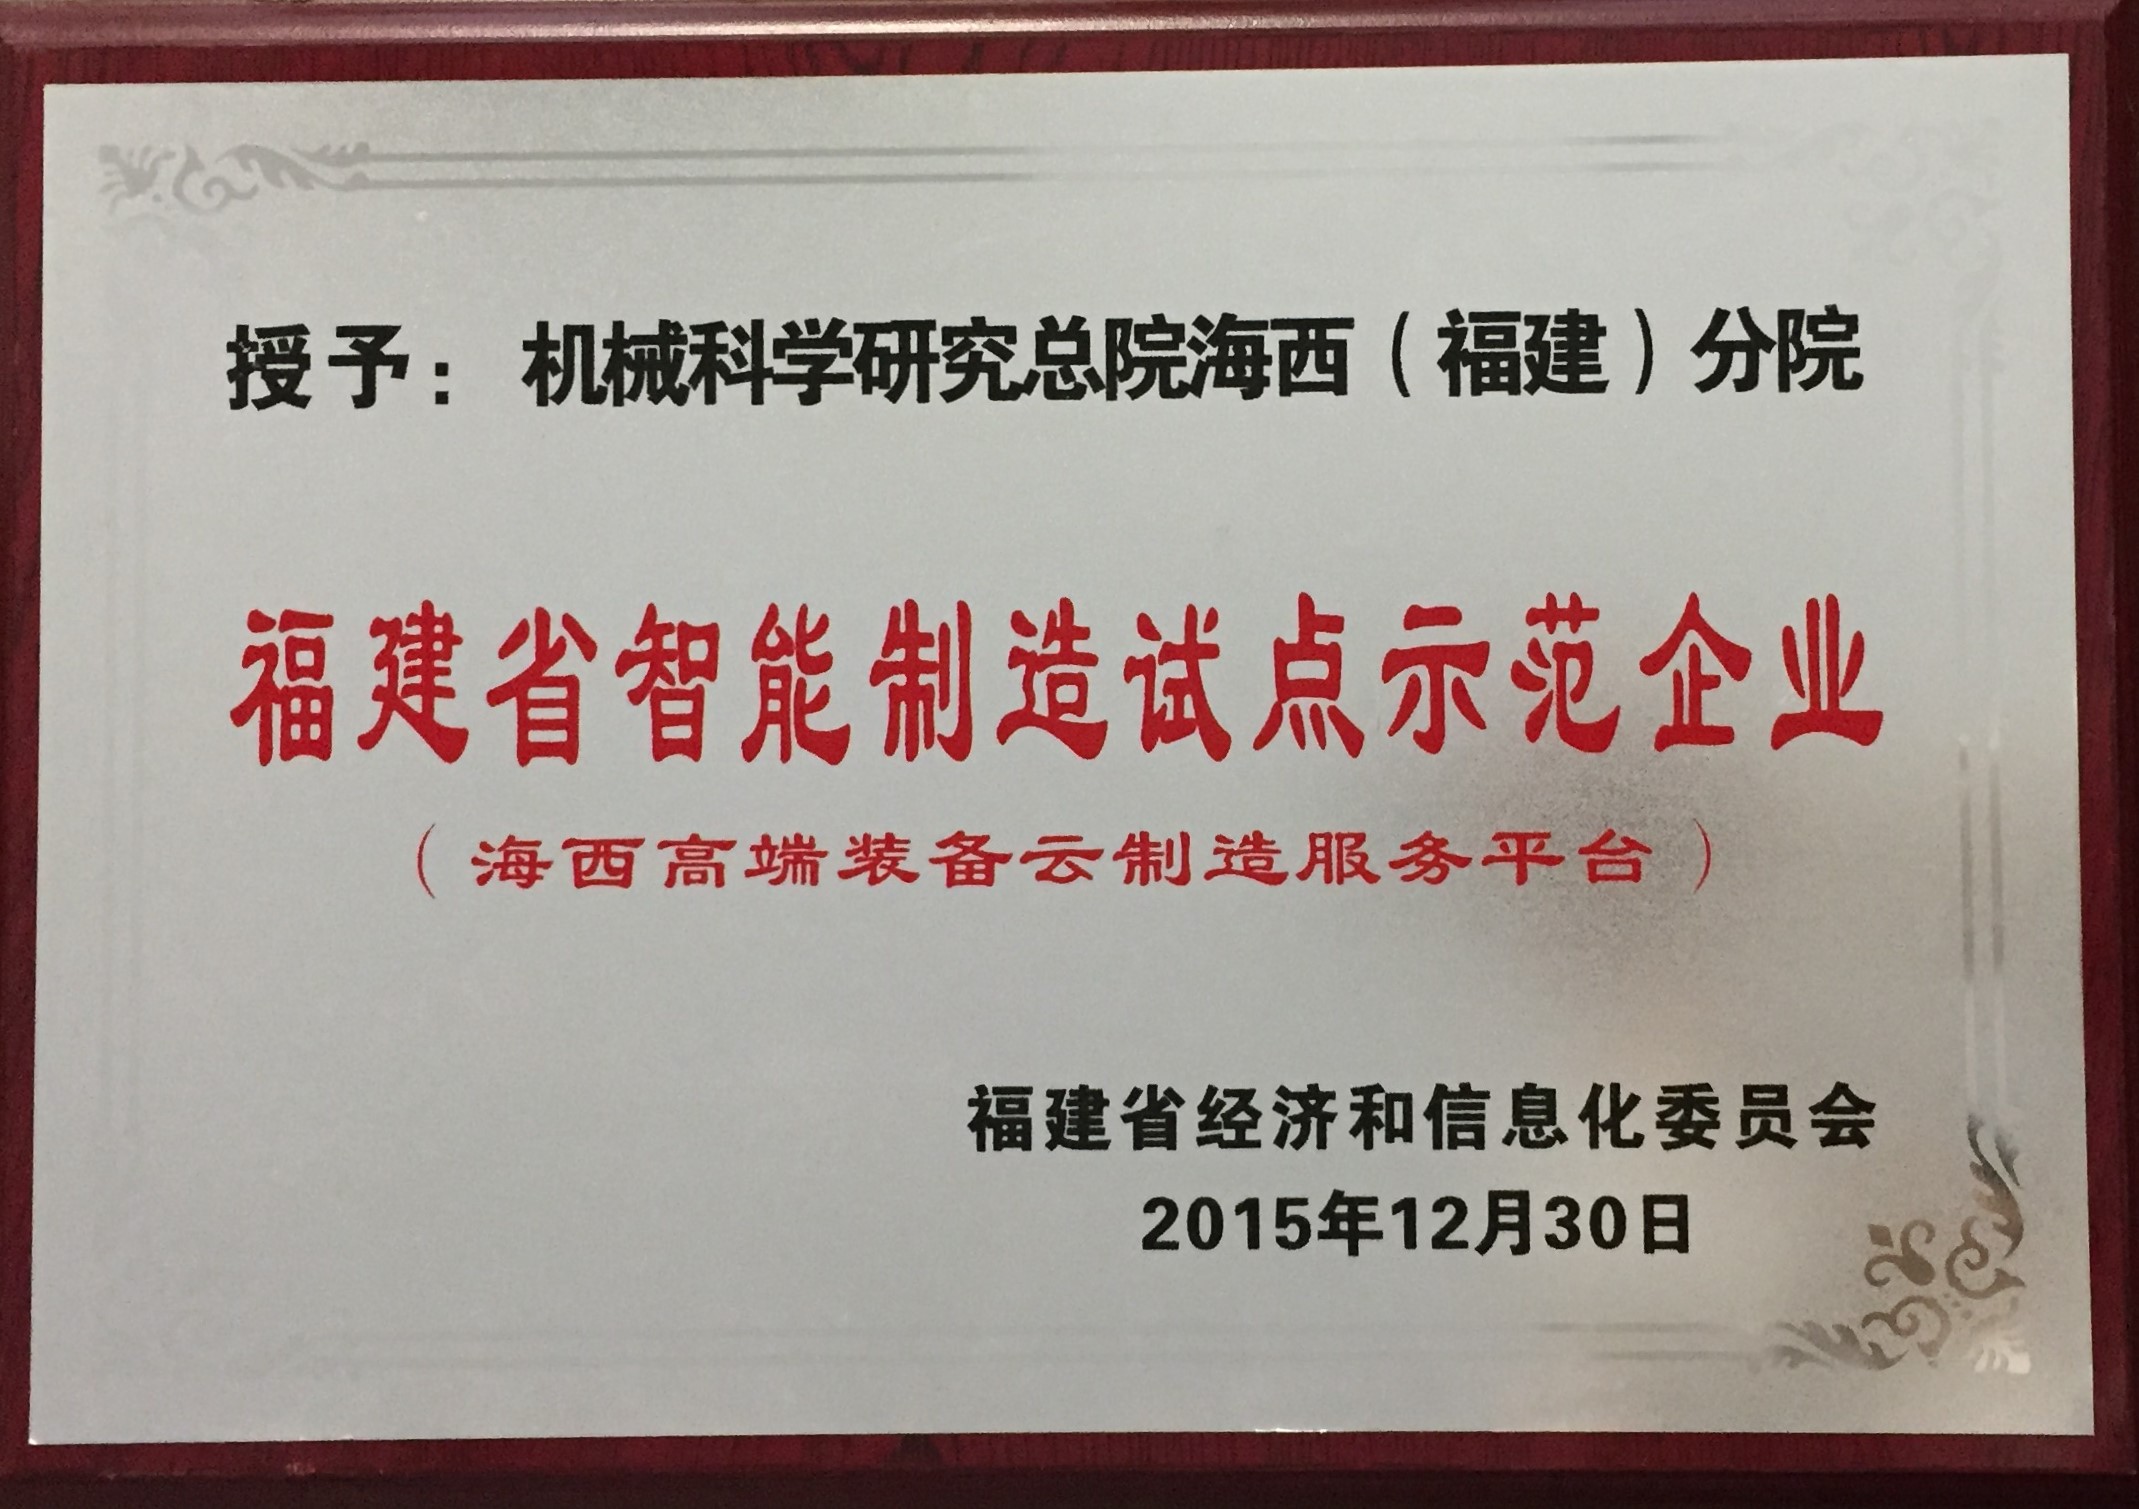 授予：机械科学研究总院海西（福建）分院
福建省智能制造试点示范企业
（海西高端装备云制造服务平台）
福建省经济和信息化委员会
2015年12月30日